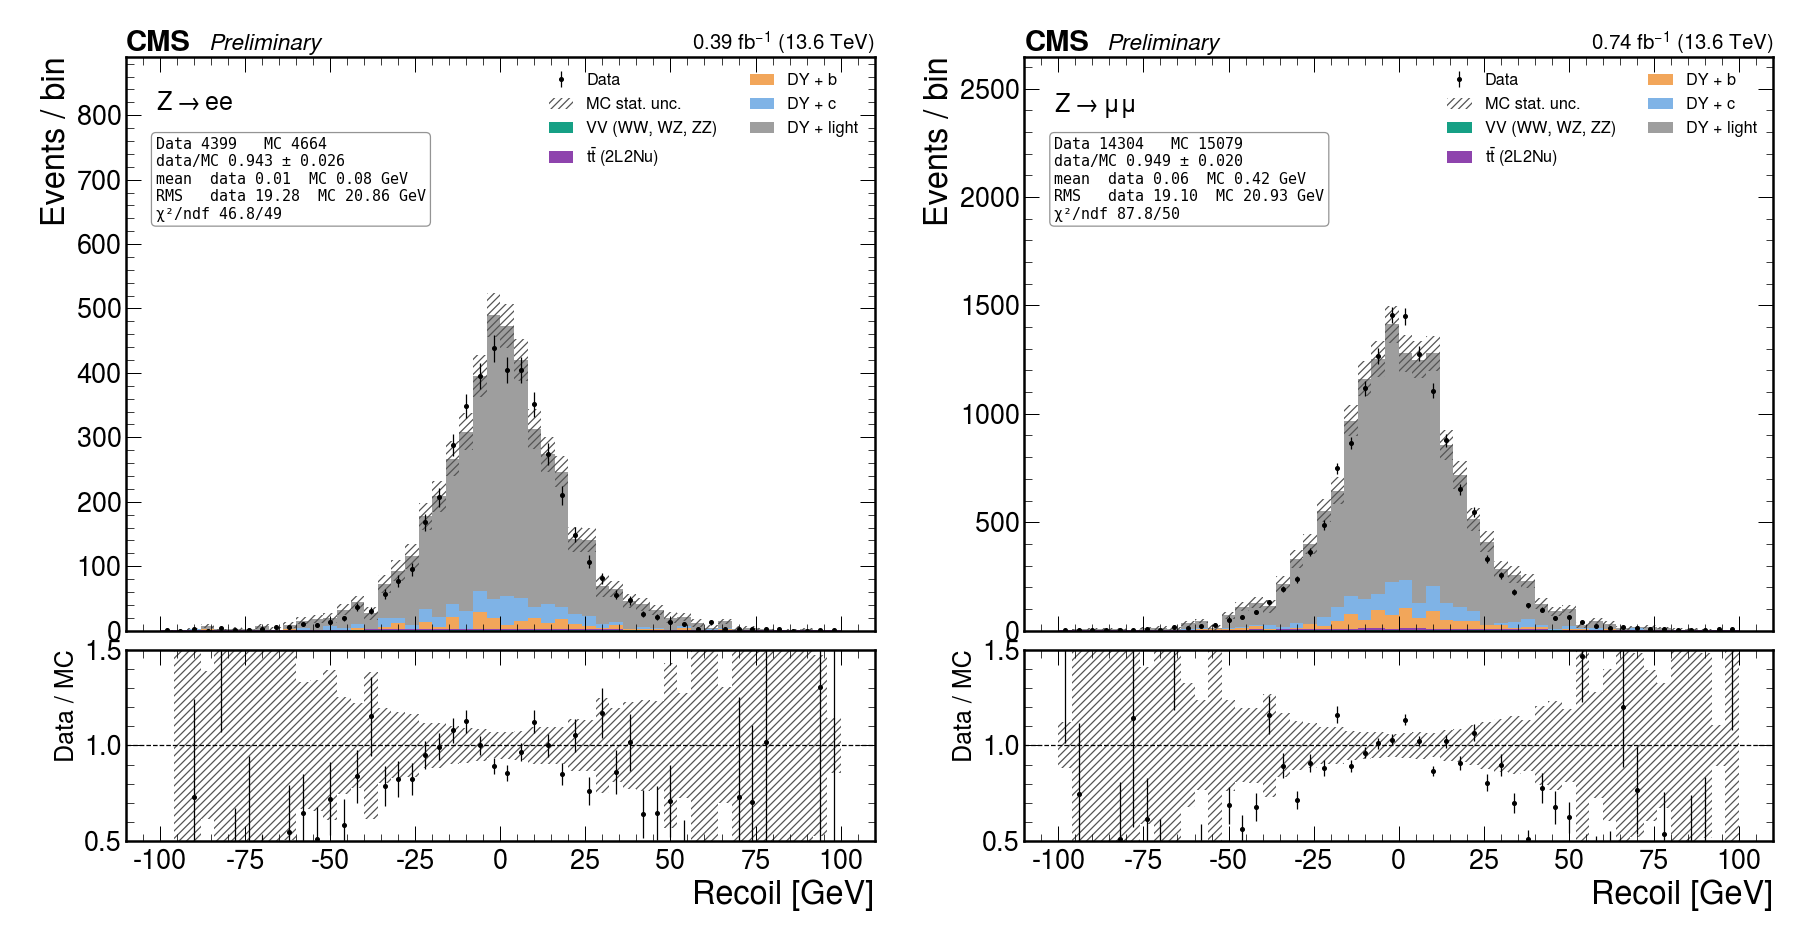 CMS Preliminary 0.39 fb⁻¹ (13.6 TeV)
Events / bin
Z → ee
Data
MC stat. unc.
VV (WW, WZ, ZZ)
tt̄ (2L2Nu)
DY + b
DY + c
DY + light
Data 4399 MC 4664
data/MC 0.943 ± 0.026
mean data 0.01 MC 0.08 GeV
RMS data 19.28 MC 20.86 GeV
χ²/ndf 46.8/49
800
700
600
500
400
300
200
100
0
Data / MC
1.5
1.0
0.5
-100 -75 -50 -25 0 25 50 75 100
Recoil [GeV]
CMS Preliminary 0.74 fb⁻¹ (13.6 TeV)
Events / bin
Z → μμ
Data
MC stat. unc.
VV (WW, WZ, ZZ)
tt̄ (2L2Nu)
DY + b
DY + c
DY + light
Data 14304 MC 15079
data/MC 0.949 ± 0.020
mean data 0.06 MC 0.42 GeV
RMS data 19.10 MC 20.93 GeV
χ²/ndf 87.8/50
2500
2000
1500
1000
500
0
Data / MC
1.5
1.0
0.5
-100 -75 -50 -25 0 25 50 75 100
Recoil [GeV]